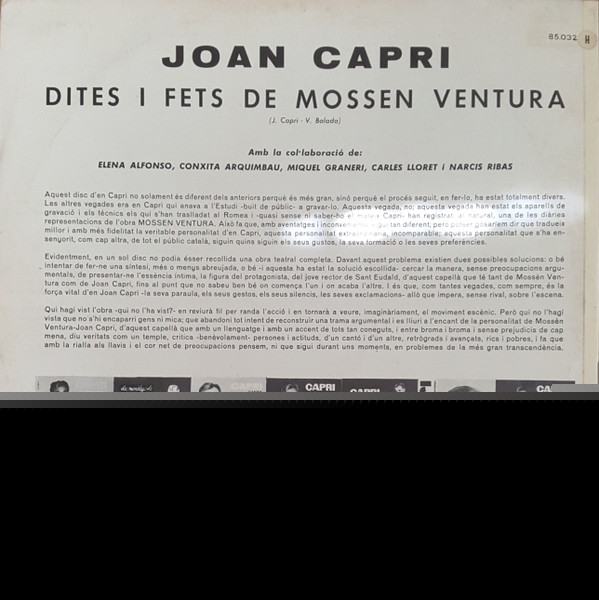 85.032 H
JOAN CAPRI
DITES I FETS DE MOSSEN VENTURA
(J. Capri - V. Balada)
Amb la col·laboració de:
ELENA ALFONSO, CONXITA ARQUIMBAU, MIQUEL GRANERI, CARLES LLORET i NARCIS RIBAS
Aquest disc d'en Capri no solament és diferent dels anteriors perquè és més gran, sinó perquè el procés seguit, en fer-lo, ha estat totalment divers.
Les altres vegades era en Capri qui anava a l'Estudi -buit de públic- a gravar-lo. Aquesta vegada, no; aquesta vegada han estat els aparells de
gravació i els tècnics els qui s'han traslladat al Romea i -quasi sense ni saber-ho el mateix Capri- han registrat, al natural, una de les diàries
representacions de l'obra MOSSEN VENTURA. Això fa que, amb avantatges i inconvenients, sigui tan diferent; però potser gosaríem dir que tradueix
millor i amb més fidelitat la veritable personalitat d'en Capri, aquesta personalitat extraordinària, incomparable; aquesta personalitat que s'ha en-
senyorit, com cap altra, de tot el públic català, siguin quins siguin els seus gustos, la seva formació o les seves preferències.
Evidentment, en un sol disc no podia ésser recollida una obra teatral completa. Davant aquest problema existien dues possibles solucions: o bé
intentar de fer-ne una síntesi, més o menys abreujada, o bé -i aquesta ha estat la solució escollida- cercar la manera, sense preocupacions argu-
mentals, de presentar-ne l'essència íntima, la figura del protagonista, del jove rector de Sant Eudald, d'aquest capellà que té tant de Mossèn Ven-
tura com de Joan Capri, fins al punt que no sabeu ben bé on comença l'un i on acaba l'altre. I és que, com tantes vegades, com sempre, és la
força vital d'en Joan Capri -la seva paraula, els seus gestos, els seus silencis, les seves exclamacions- allò que impera, sense rival, sobre l'escena.
Qui hagi vist l'obra -qui no l'ha vist?- en reviurà fil per randa l'acció i en tornarà a veure, imaginàriament, el moviment escènic. Però qui no l'hagi
vista que no s'hi encaparri gens ni mica; que abandoni tot intent de reconstruir una trama argumental i es lliuri a l'encant de la personalitat de Mossèn
Ventura-Joan Capri, d'aquest capellà que amb un llenguatge i amb un accent de tots tan coneguts, i entre broma i broma i sense prejudicis de cap
mena, diu veritats com un temple, critica -benèvolament- persones i actituds, d'un cantó i d'un altre, retrògrads i avançats, rics i pobres, i fa que
amb la rialla als llavis i el cor net de preocupacions pensem, ni que sigui durant uns moments, en problemes de la més gran transcendència.
CAPRI CAPRI CAPRI CAPRI